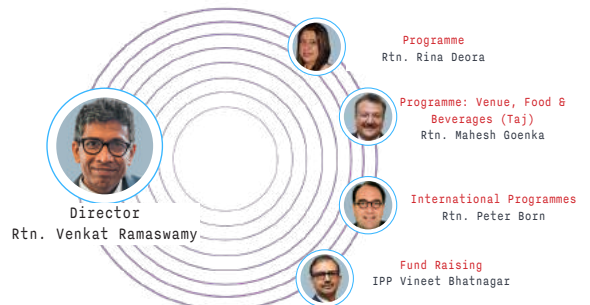 Programme
Rtn. Rina Deora
Programme: Venue, Food &
Beverages (Taj)
Rtn. Mahesh Goenka
Director
Rtn. Venkat Ramaswamy
International Programmes
Rtn. Peter Born
Fund Raising
IPP Vineet Bhatnagar